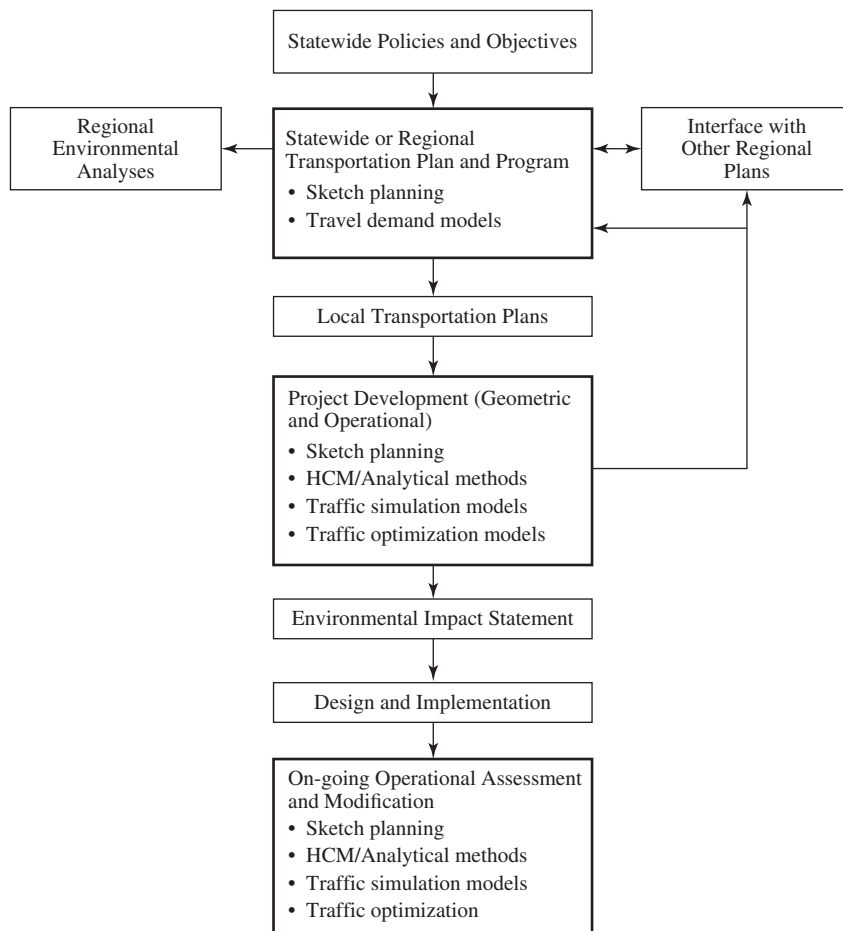 Statewide Policies and Objectives
Regional
Environmental
Analyses
Statewide or Regional
Transportation Plan and Program
• Sketch planning
• Travel demand models
Interface with
Other Regional
Plans
Local Transportation Plans
Project Development (Geometric
and Operational)
• Sketch planning
• HCM/Analytical methods
• Traffic simulation models
• Traffic optimization models
Environmental Impact Statement
Design and Implementation
On-going Operational Assessment
and Modification
• Sketch planning
• HCM/Analytical methods
• Traffic simulation models
• Traffic optimization